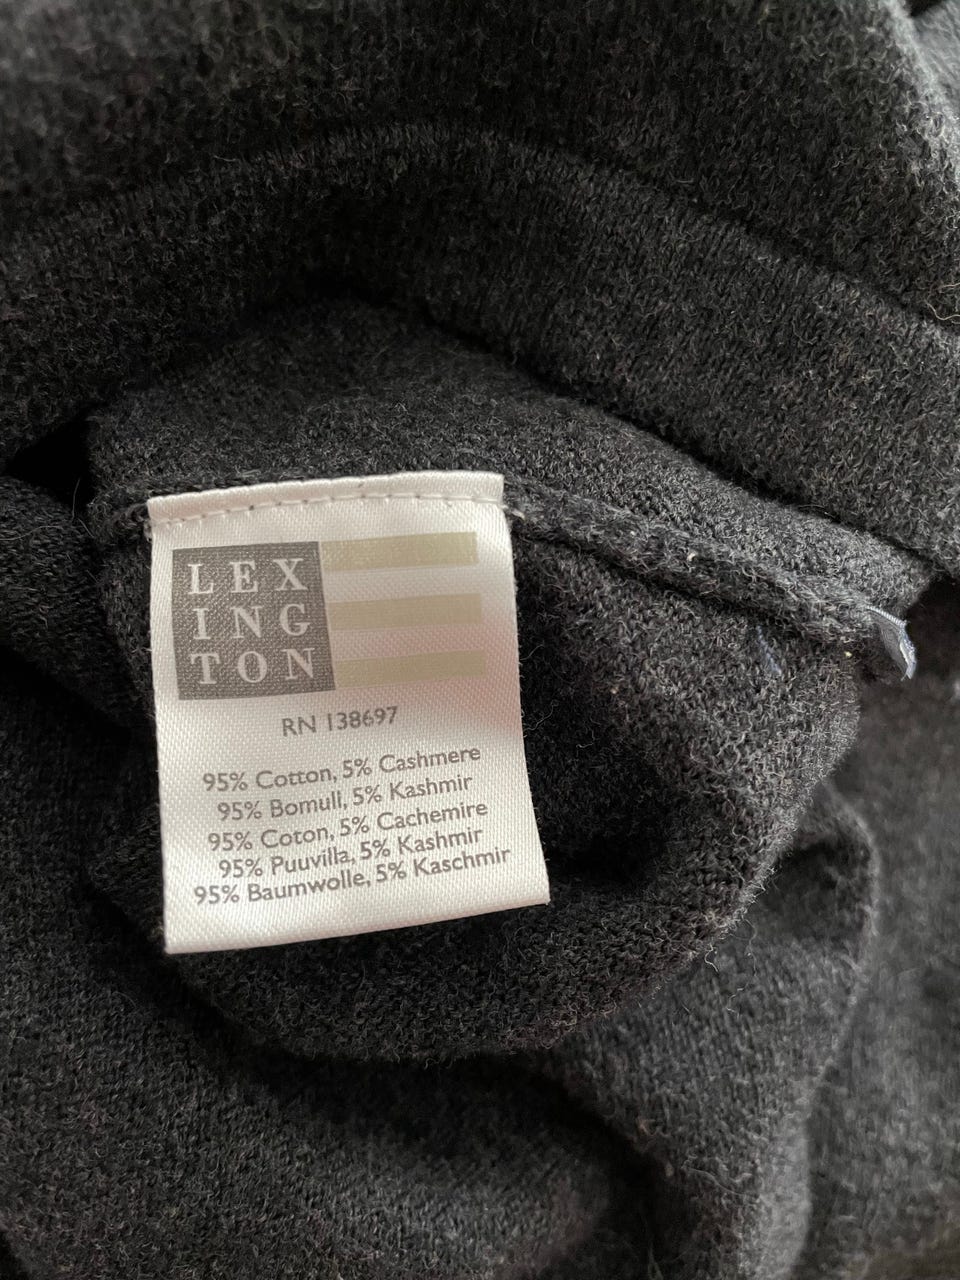 LEX
ING
TON
RN 138697
95% Cotton, 5% Cashmere
95% Bomull, 5% Kashmir
95% Coton, 5% Cachemire
95% Puuvilla, 5% Kashmir
95% Baumwolle, 5% Kaschmir